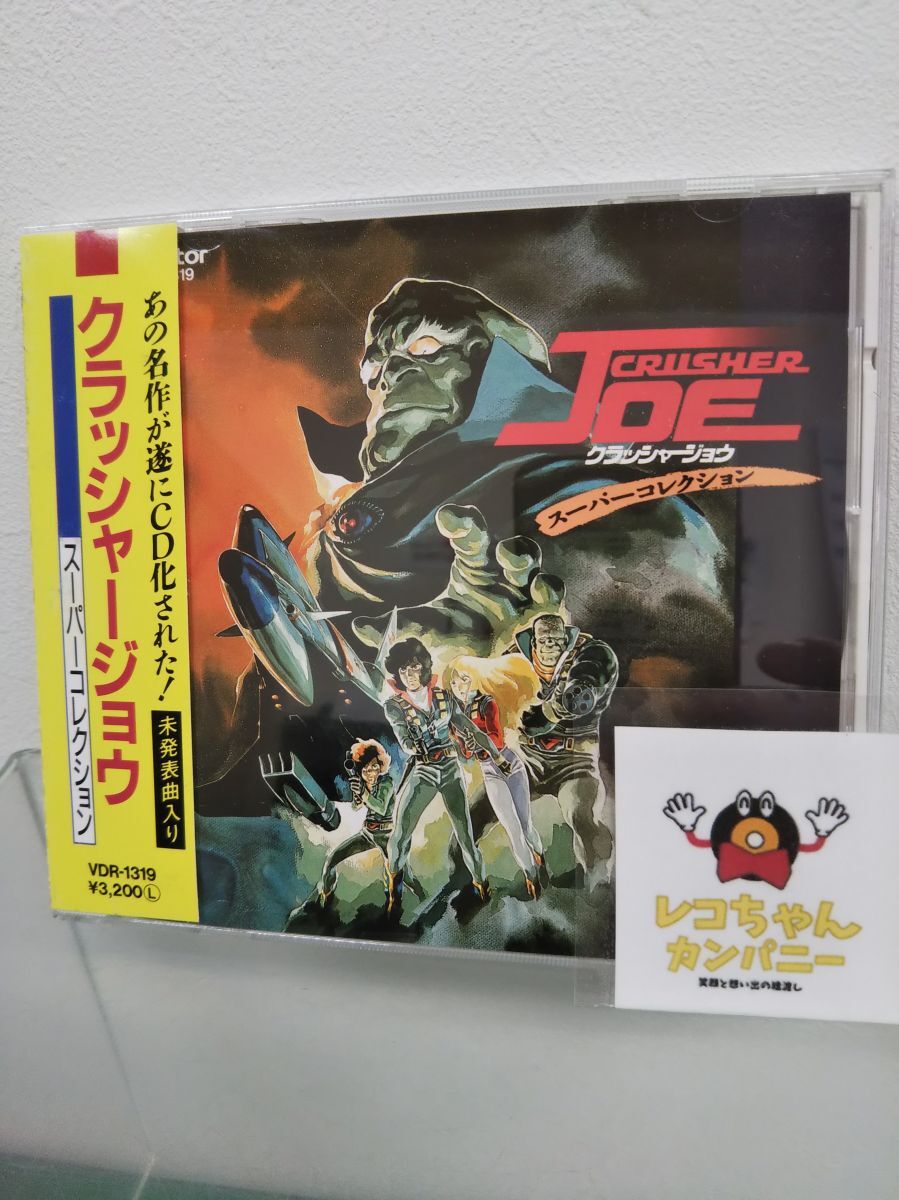 クラッシャージョウ
スーパーコレクション
あの名作が遂にCD化された!
未発表曲入り
VDR-1319
¥3,200Ⓛ
tor
19
CRUSHER
JOE
クラッシャージョウ
スーパーコレクション
レコちゃん
カンパニー
笑顔と想い出の橋渡し